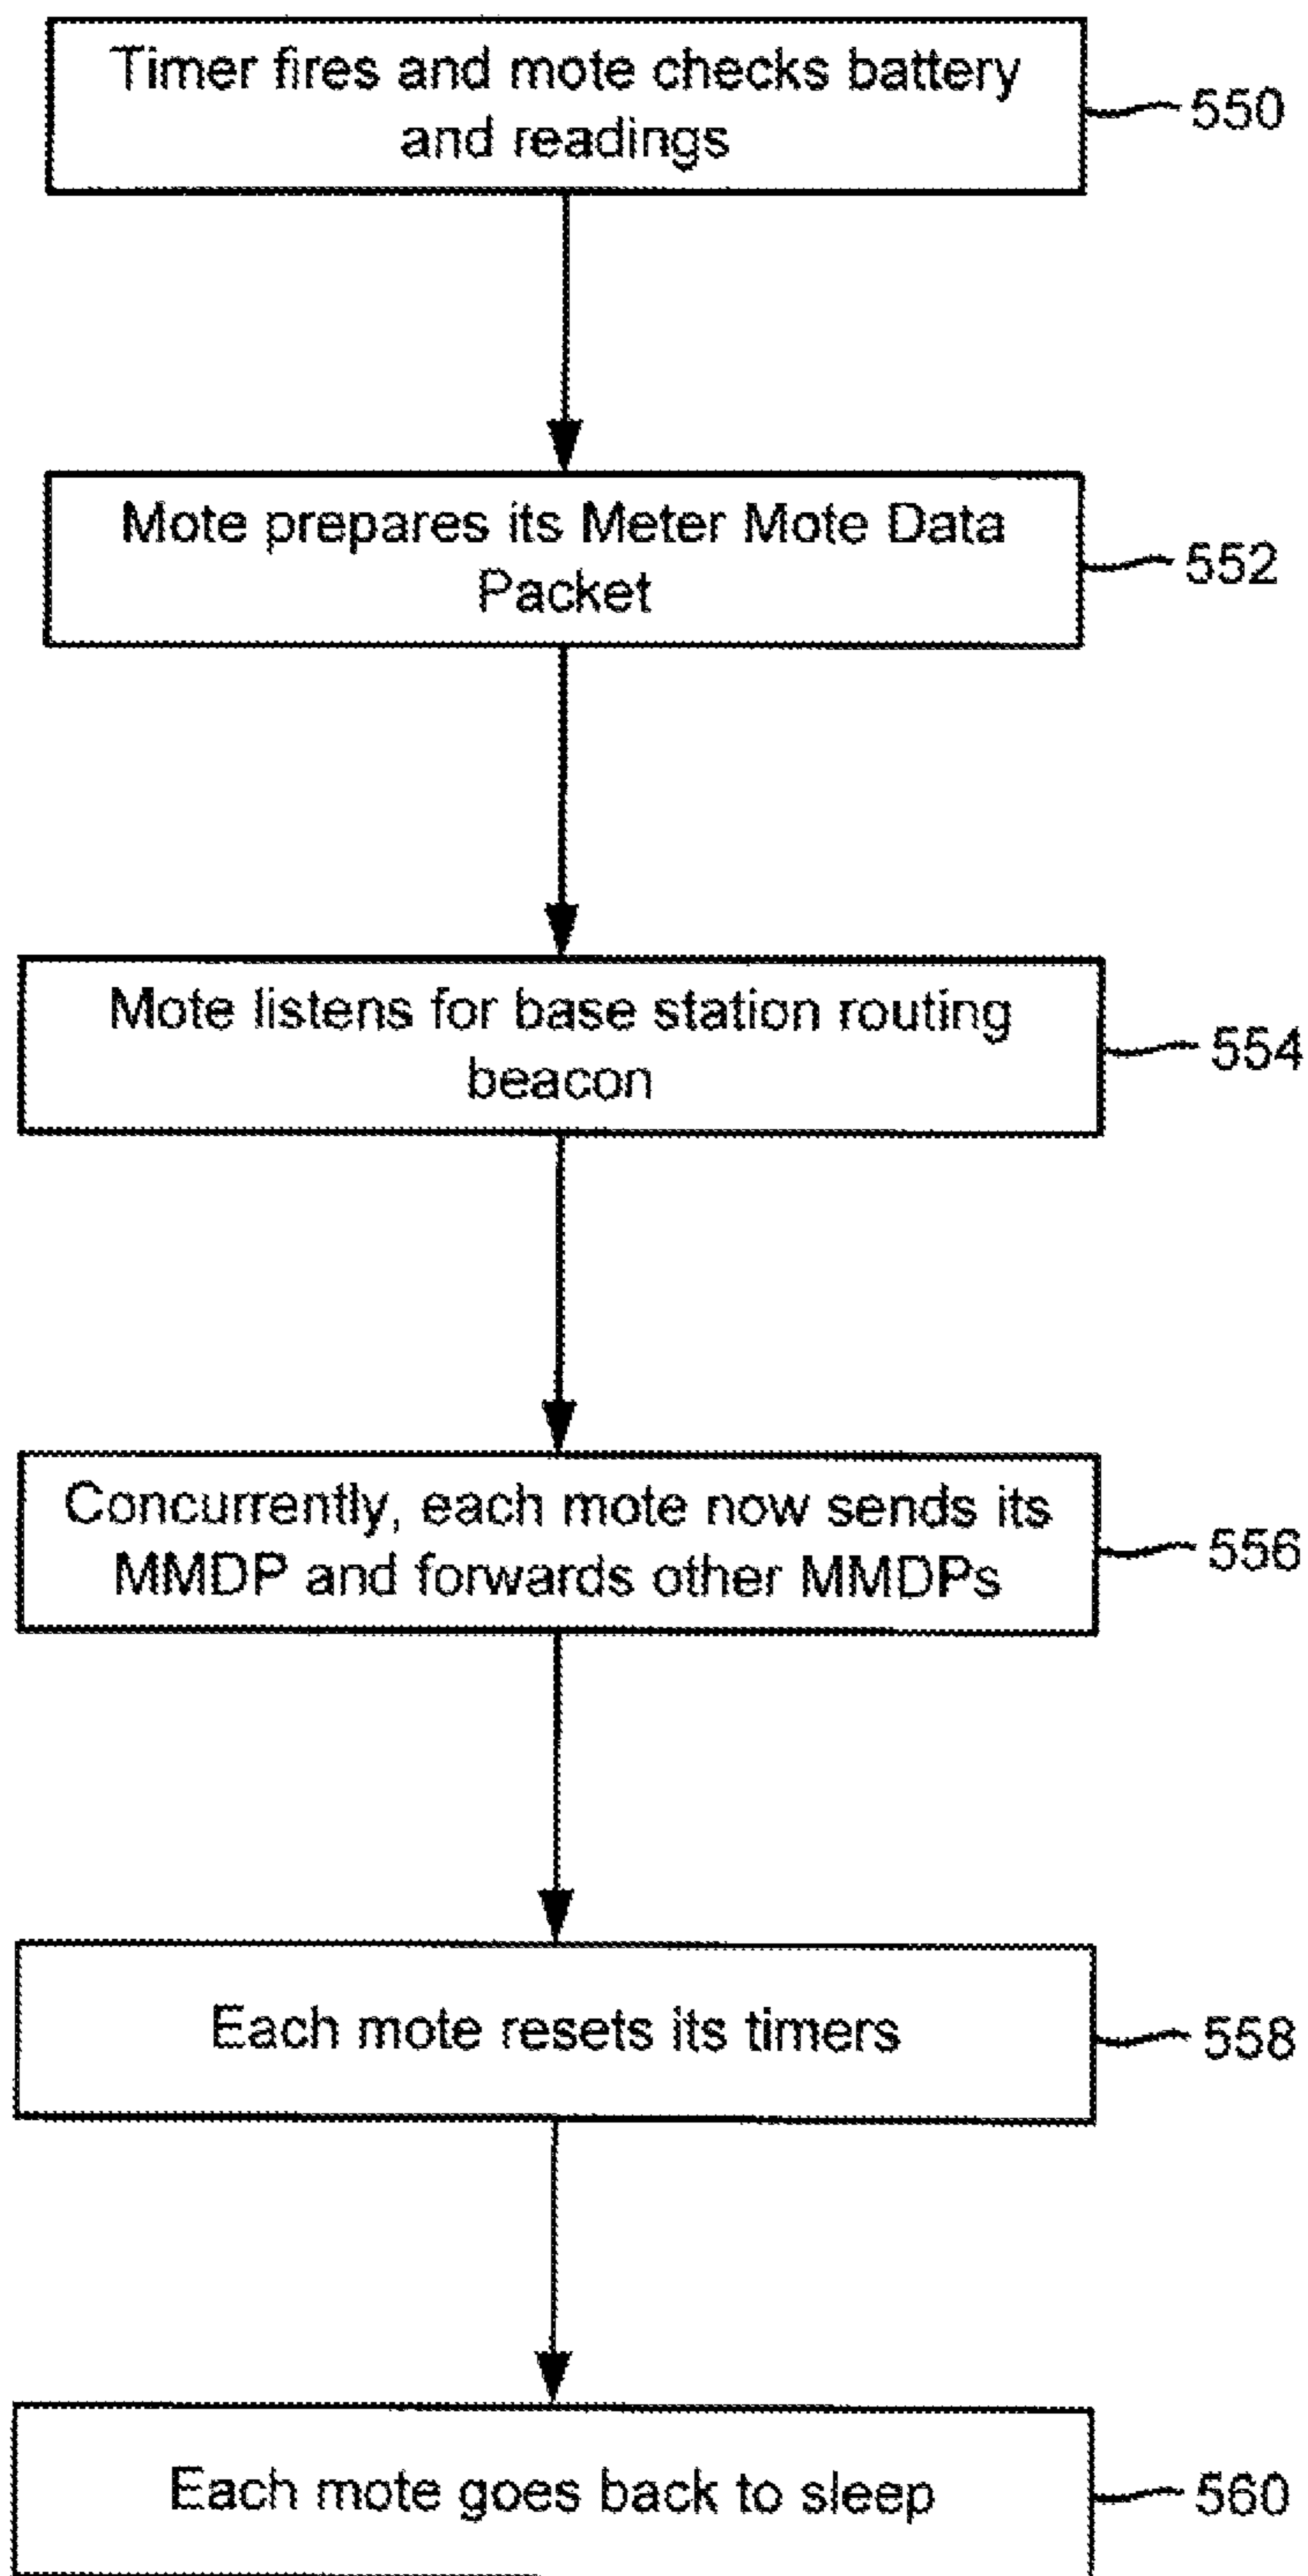 Timer fires and mote checks battery
and readings
550
Mote prepares its Meter Mote Data
Packet
552
Mote listens for base station routing
beacon
554
Concurrently, each mote now sends its
MMDP and forwards other MMDPs
556
Each mote resets its timers
558
Each mote goes back to sleep
560